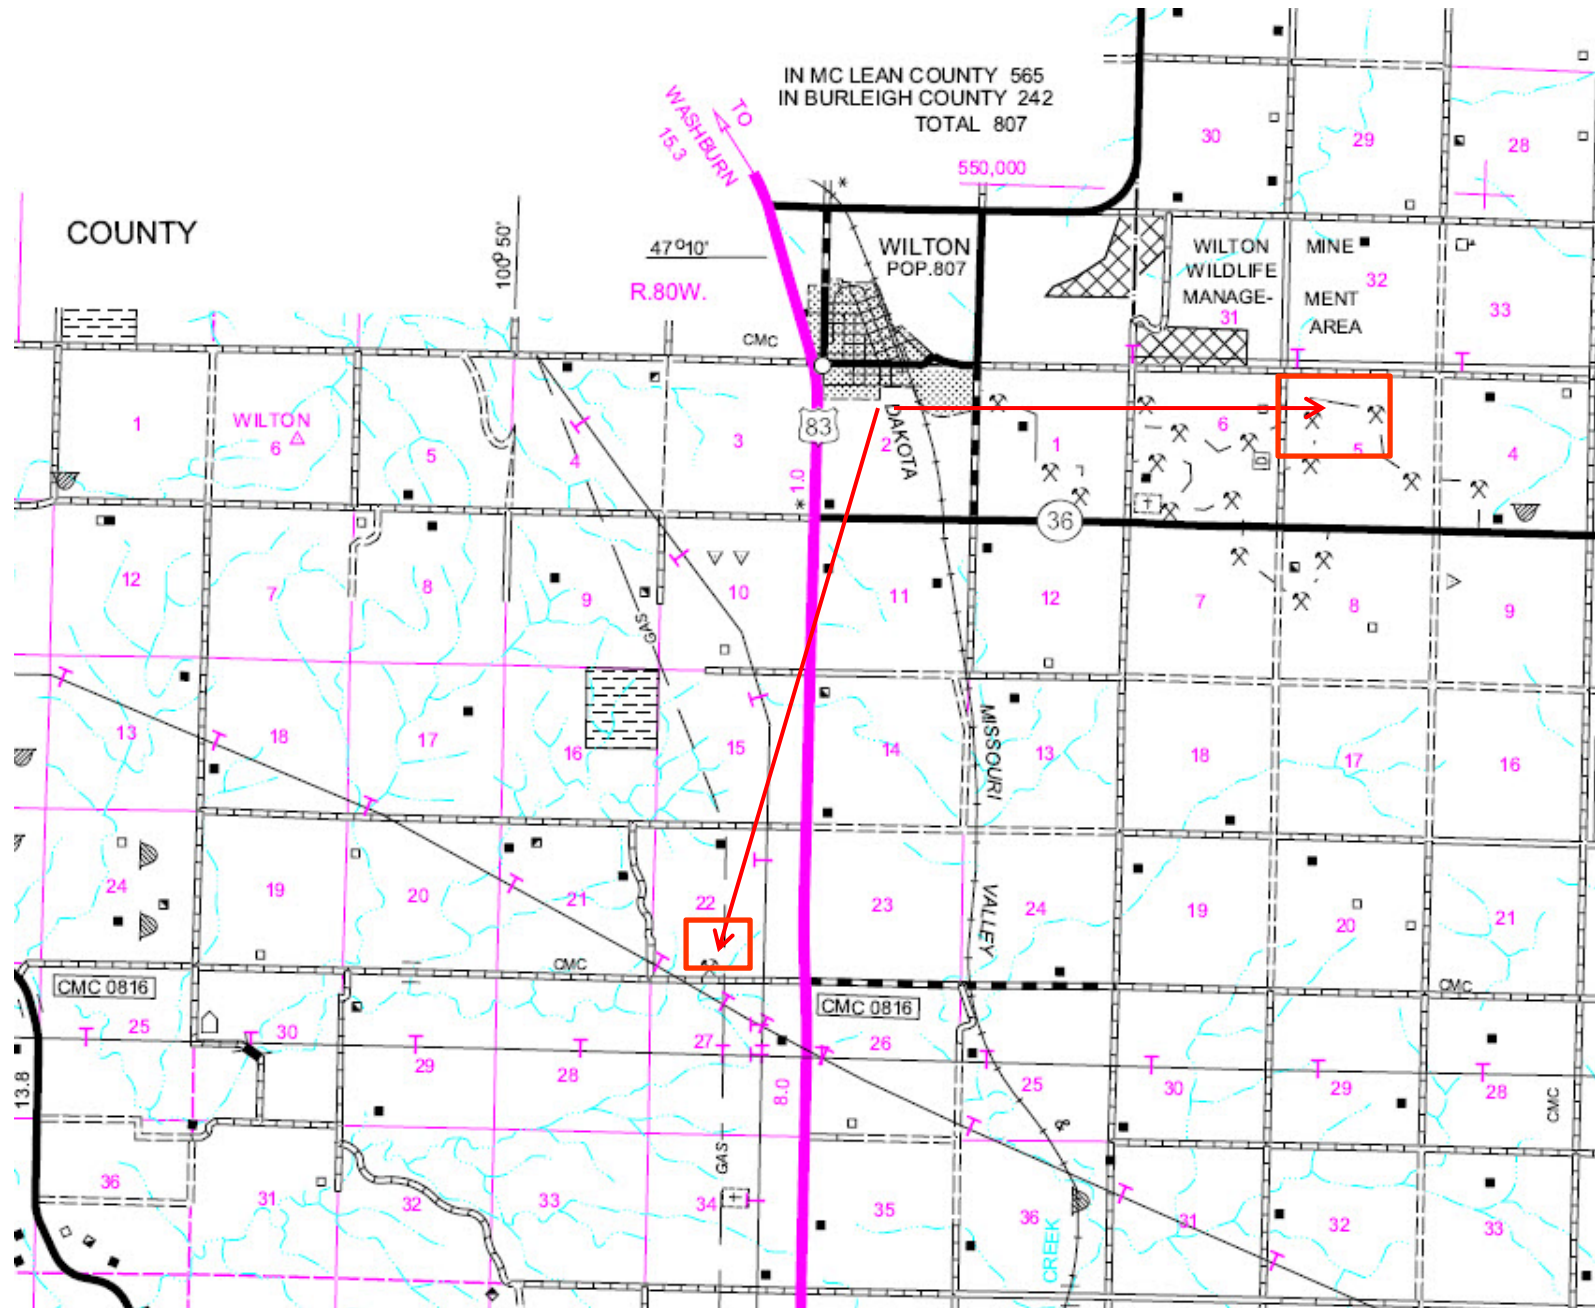 IN MC LEAN COUNTY 565
IN BURLEIGH COUNTY 242
TOTAL 807
TO
WASHBURN
15.3
30
29
28
550,000
COUNTY
100º 50'
47º10'
R.80W.
WILTON
POP.807
WILTON
MINE
WILDLIFE
MANAGE-
MENT
AREA
31
32
33
CMC
1
WILTON
6
5
4
3
83
2
DAKOTA
1
6
5
4
1.0
36
12
7
8
9
10
11
12
7
8
9
GAS
13
18
17
16
15
14
MISSOURI
13
18
17
16
24
19
20
21
22
23
VALLEY
24
19
20
21
CMC
CMC
CMC 0816
CMC 0816
25
30
29
28
27
26
25
30
29
28
CMC
13.8
8.0
&
GAS
36
31
32
33
34
35
36
CREEK
31
32
33